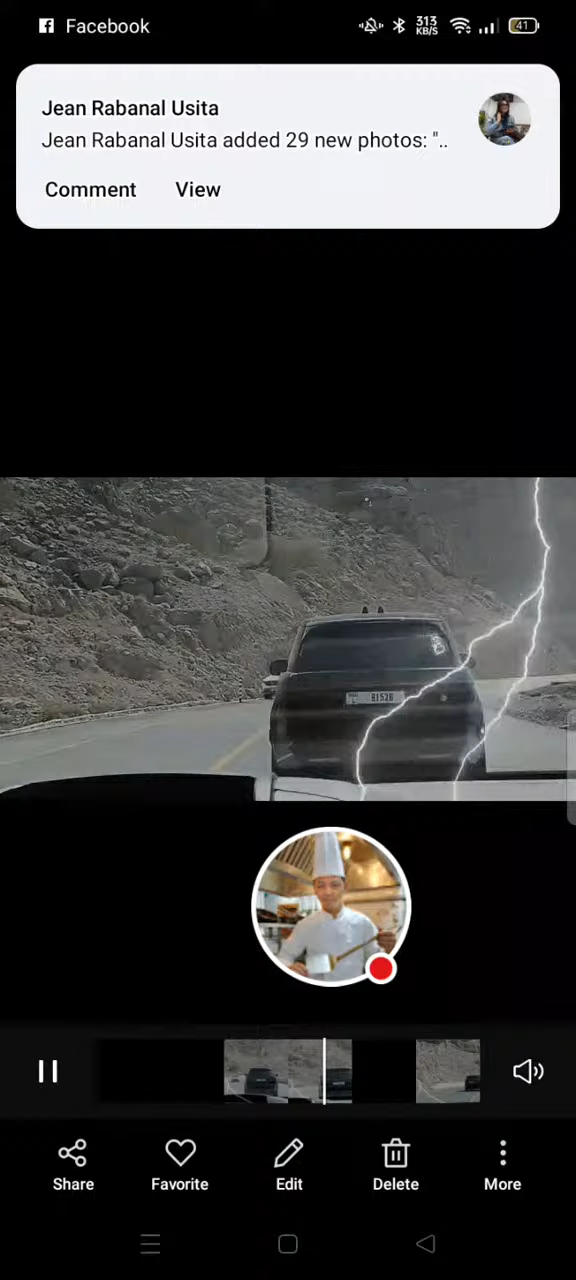 Facebook
313
KB/S
41
Jean Rabanal Usita
Jean Rabanal Usita added 29 new photos: "..
Comment View
81526
Share Favorite Edit Delete More